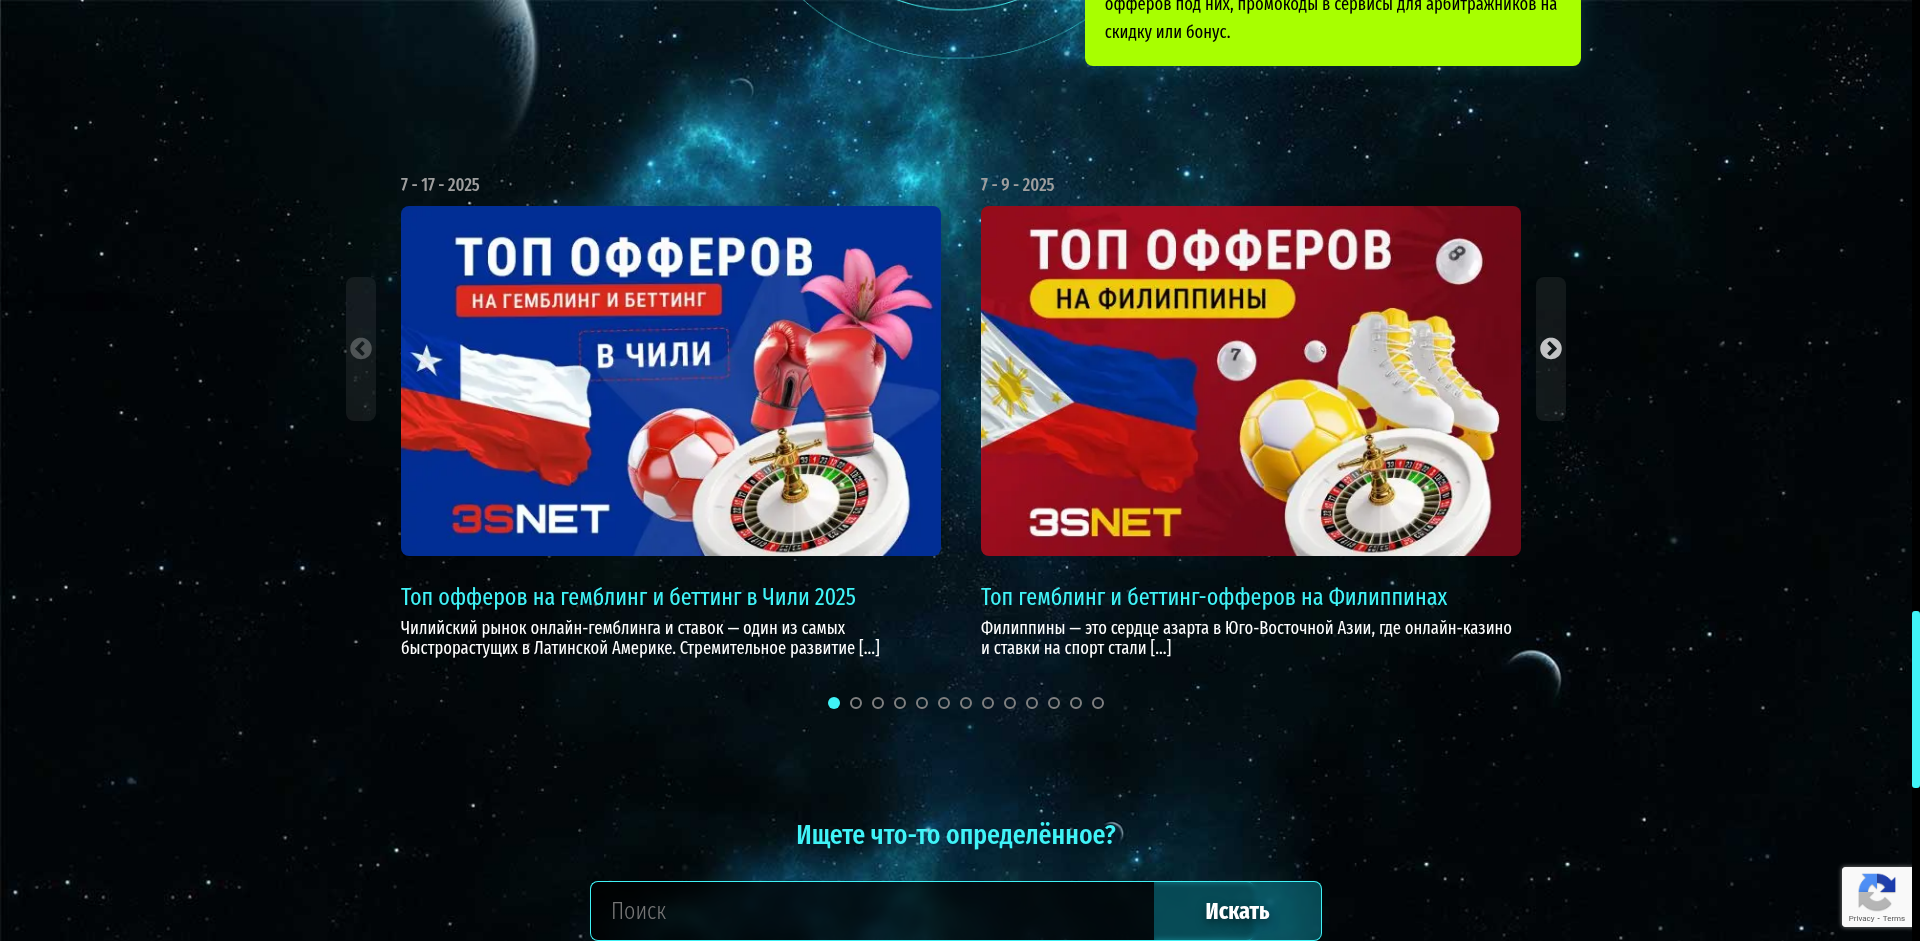 офферов под них, промокоды в сервисы для арбитражников на
скидку или бонус.
7 - 17 - 2025
ТОП ОФФЕРОВ
НА ГЕМБЛИНГ И БЕТТИНГ
В ЧИЛИ
3SNET
Топ офферов на гемблинг и беттинг в Чили 2025
Чилийский рынок онлайн-гемблинга и ставок — один из самых
быстрорастущих в Латинской Америке. Стремительное развитие [...]
7 - 9 - 2025
ТОП ОФФЕРОВ
НА ФИЛИППИНЫ
8
7
3SNET
Топ гемблинг и беттинг-офферов на Филиппинах
Филиппины — это сердце азарта в Юго-Восточной Азии, где онлайн-казино
и ставки на спорт стали [...]
Ищете что-то определённое?
Поиск
Искать
Privacy - Terms